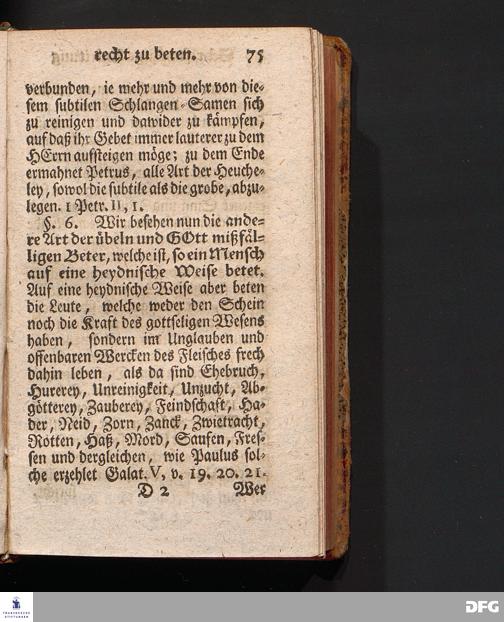 recht zu beten. 75
verbunden, ie mehr und mehr von die-
sem subtilen Schlangen-Samen sich
zu reinigen und dawider zu kämpfen,
auf daß ihr Gebet immer lauterer zu dem
HErrn aufsteigen möge; zu dem Ende
ermahnet Petrus, alle Art der Heuche-
ley, sowol die subtile als die grobe, abzu-
legen. 1 Petr. II, 1.
§. 6. Wir besehen nun die ande-
re Art der übeln und GOtt mißfäl-
ligen Beter, welche ist, so ein Mensch
auf eine heydnische Weise betet.
Auf eine heydnische Weise aber beten
die Leute, welche weder den Schein
noch die Kraft des gottseligen Wesens
haben, sondern im Unglauben und
offenbaren Wercken des Fleisches frech
dahin leben, als da sind Ehebruch,
Hurerey, Unreinigkeit, Unzucht, Ab-
götterey, Zauberey, Feindschaft, Ha-
der, Neid, Zorn, Zanck, Zwietracht,
Rotten, Haß, Mord, Saufen, Fres-
sen und dergleichen, wie Paulus sol-
che erzehlet Galat. V, v. 19. 20. 21.
D 2 Wer
FRANCKESCHE
STIFTUNGEN
DFG